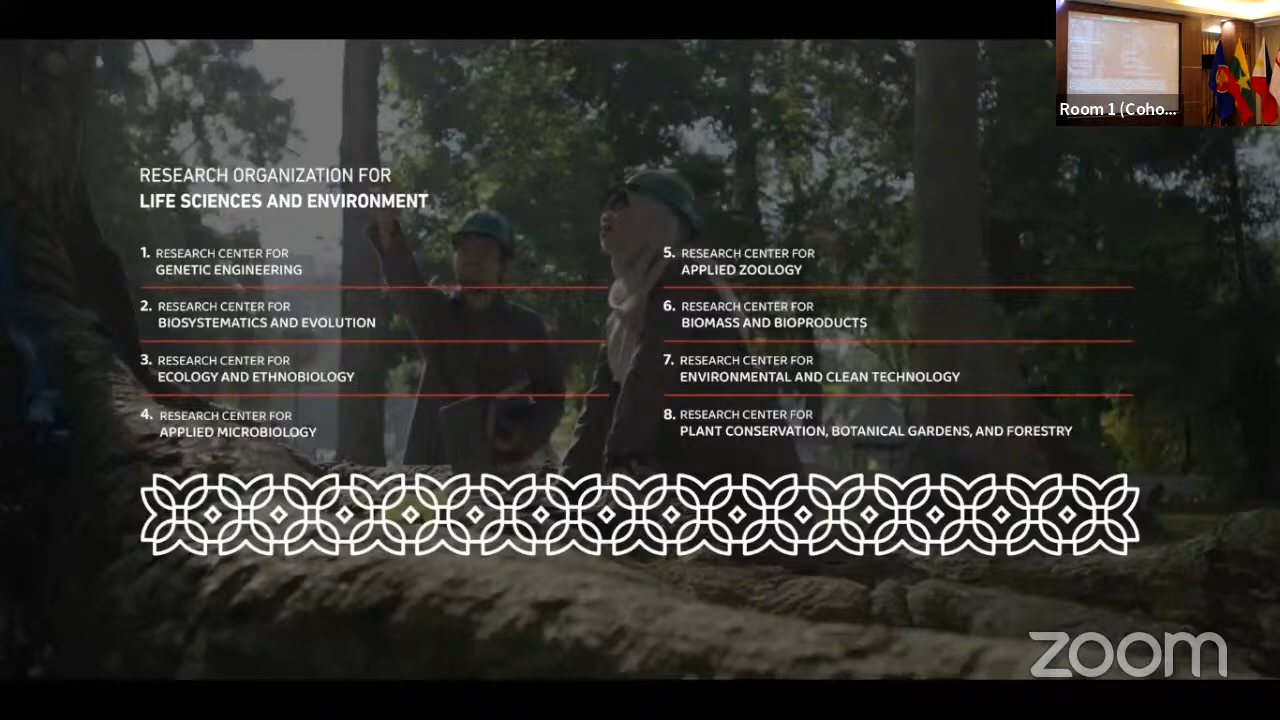 Room 1 (Coho...
RESEARCH ORGANIZATION FOR
LIFE SCIENCES AND ENVIRONMENT
1. RESEARCH CENTER FOR
GENETIC ENGINEERING
2. RESEARCH CENTER FOR
BIOSYSTEMATICS AND EVOLUTION
3. RESEARCH CENTER FOR
ECOLOGY AND ETHNOBIOLOGY
4. RESEARCH CENTER FOR
APPLIED MICROBIOLOGY
5. RESEARCH CENTER FOR
APPLIED ZOOLOGY
6. RESEARCH CENTER FOR
BIOMASS AND BIOPRODUCTS
7. RESEARCH CENTER FOR
ENVIRONMENTAL AND CLEAN TECHNOLOGY
8. RESEARCH CENTER FOR
PLANT CONSERVATION, BOTANICAL GARDENS, AND FORESTRY
zoom